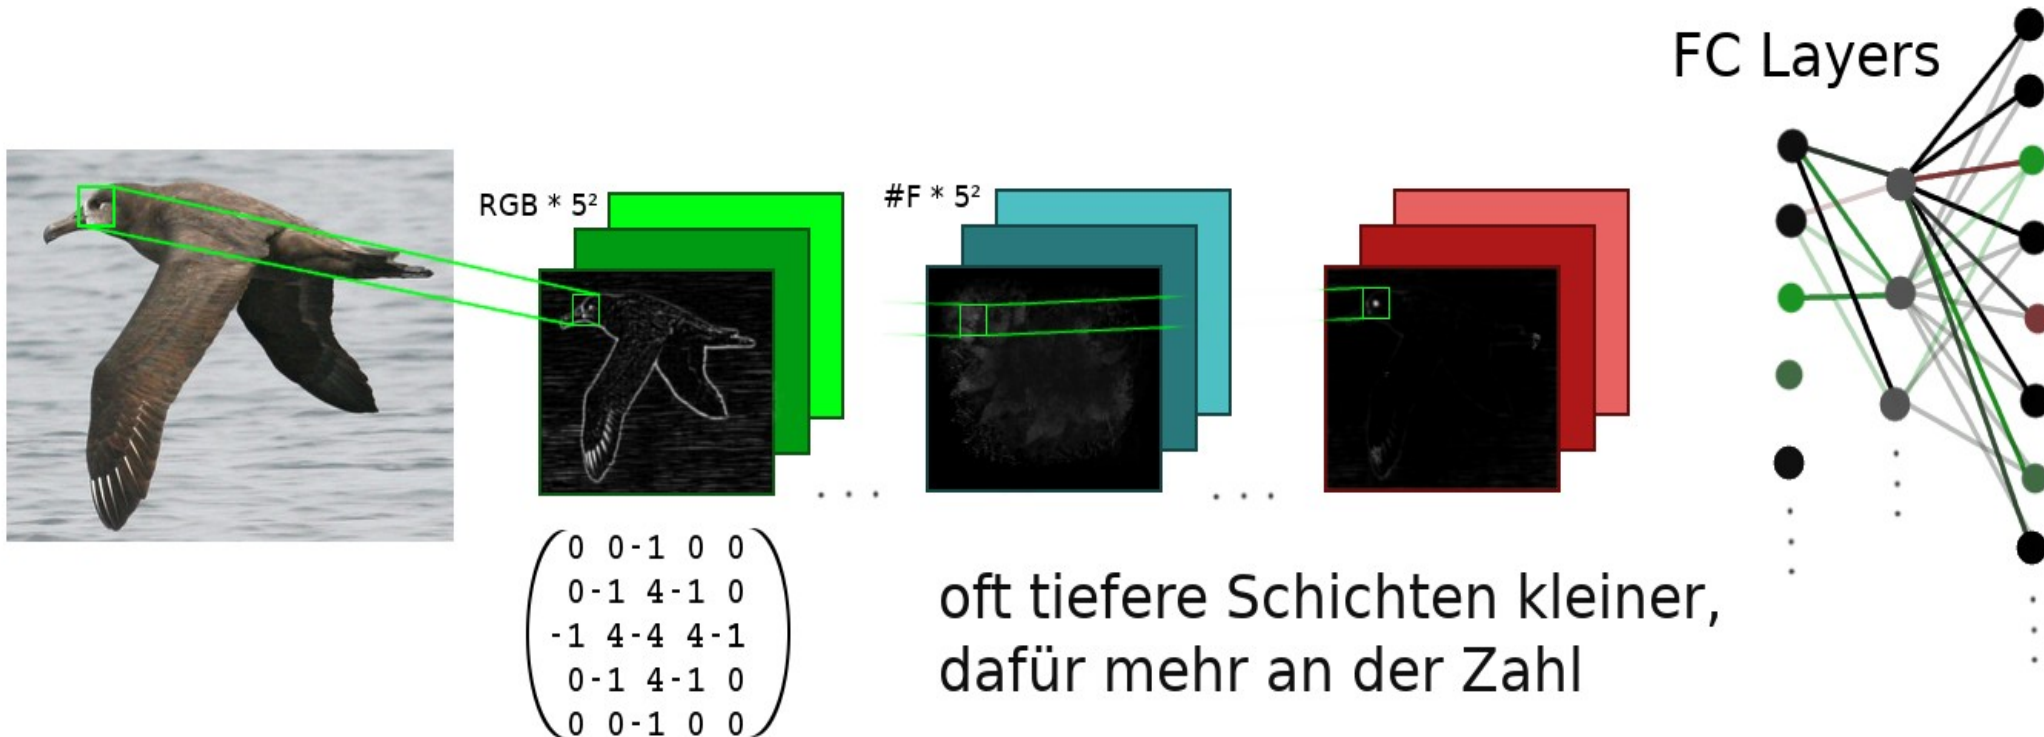 FC Layers
RGB * 5²
#F * 5²
0 0-1 0 0
0-1 4-1 0
-1 4-4 4-1
0-1 4-1 0
0 0-1 0 0
oft tiefere Schichten kleiner,
dafür mehr an der Zahl